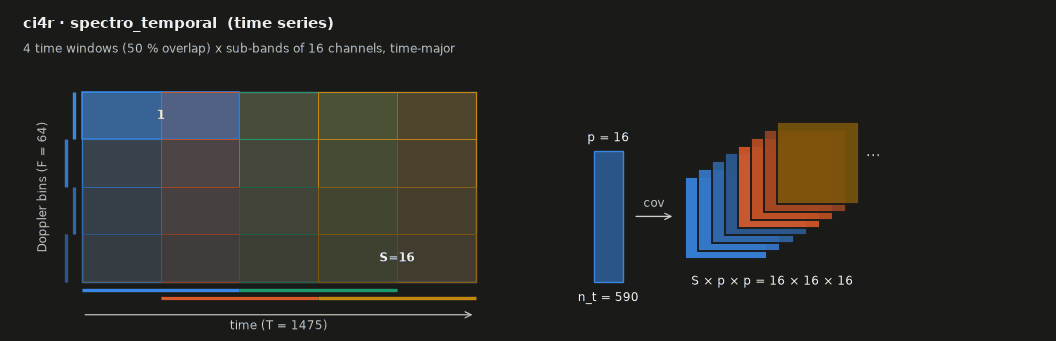 ci4r · spectro_temporal (time series)
4 time windows (50 % overlap) x sub-bands of 16 channels, time-major
Doppler bins (F = 64)
1
S=16
time (T = 1475)
p = 16
n_t = 590
cov
...
S × p × p = 16 × 16 × 16